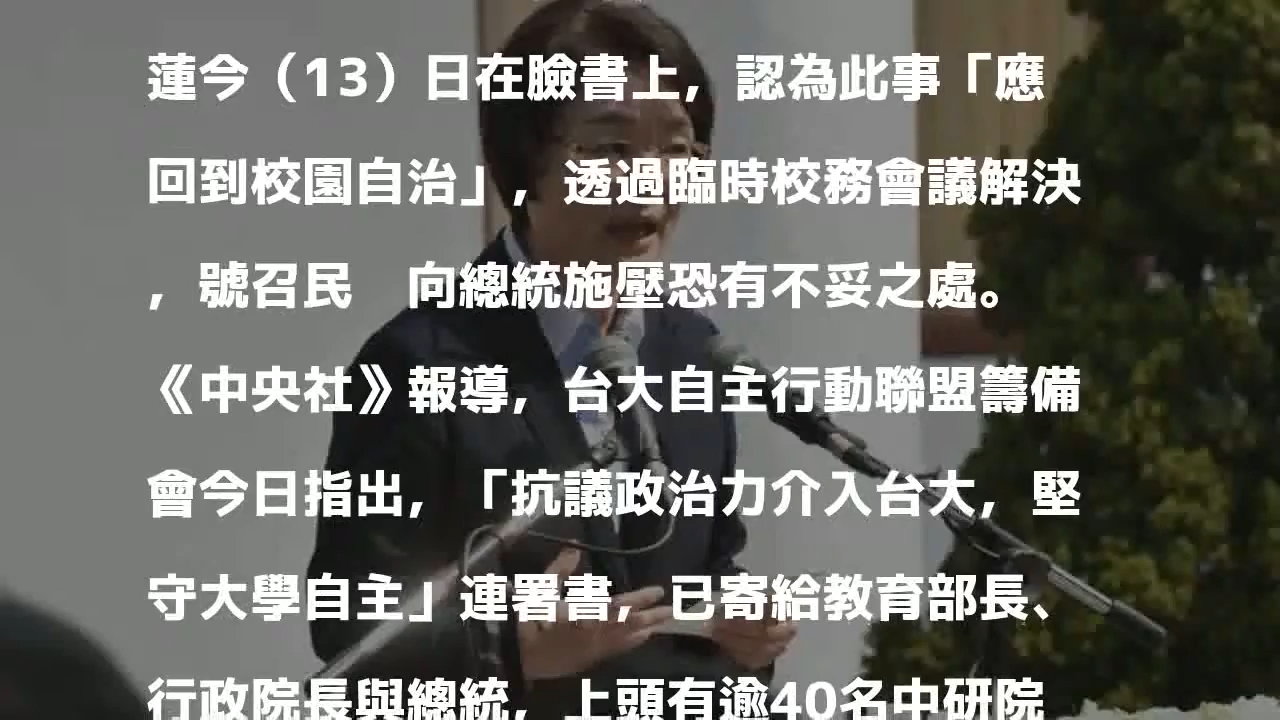 蓮今（13）日在臉書上，認為此事「應
回到校園自治」，透過臨時校務會議解決
，號召民　向總統施壓恐有不妥之處。
《中央社》報導，台大自主行動聯盟籌備
會今日指出，「抗議政治力介入台大，堅
守大學自主」連署書，已寄給教育部長、
行政院長與總統，上頭有逾40名中研院